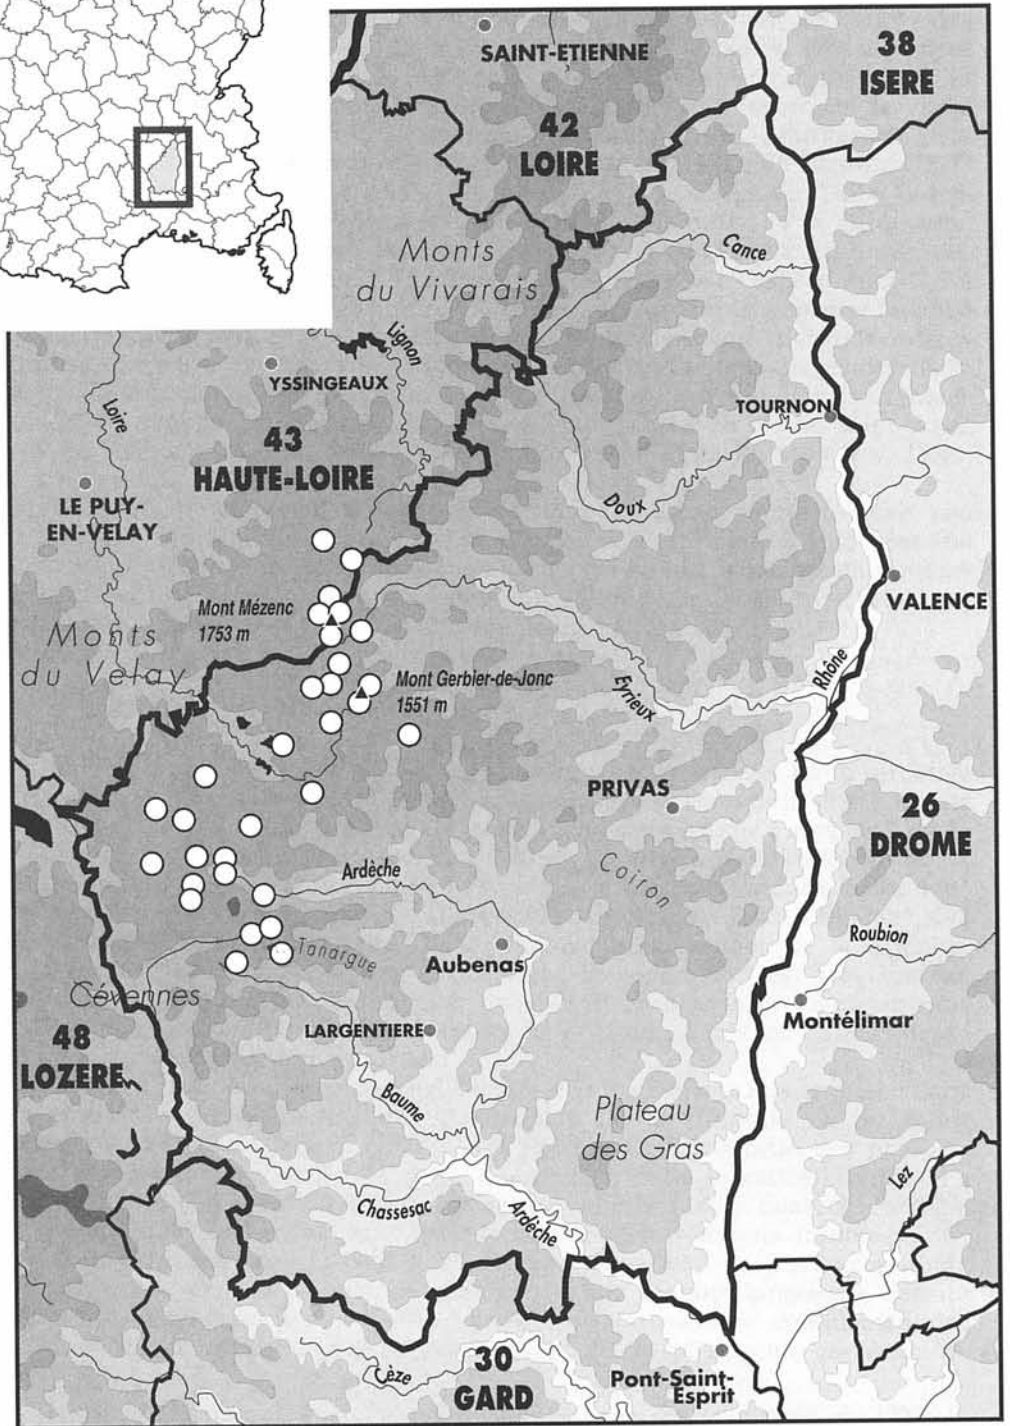 SAINT-ETIENNE
38
ISERE
42
LOIRE
Monts
du Vivarais
Cance
Lignon
YSSINGEAUX
Loire
TOURNON
43
HAUTE-LOIRE
LE PUY-
EN-VELAY
Doux
Mont Mézenc
1753 m
VALENCE
Monts
du Velay
Mont Gerbier-de-Jonc
1551 m
Eyrieux
Rhône
PRIVAS
26
DROME
Ardèche
Coiron
Tanargue
Aubenas
Roubion
Cévennes
48
LOZERE
LARGENTIERE
Montélimar
Baume
Plateau
des Gras
Chassesac
Ardèche
Lez
Cèze
30
GARD
Pont-Saint-
Esprit